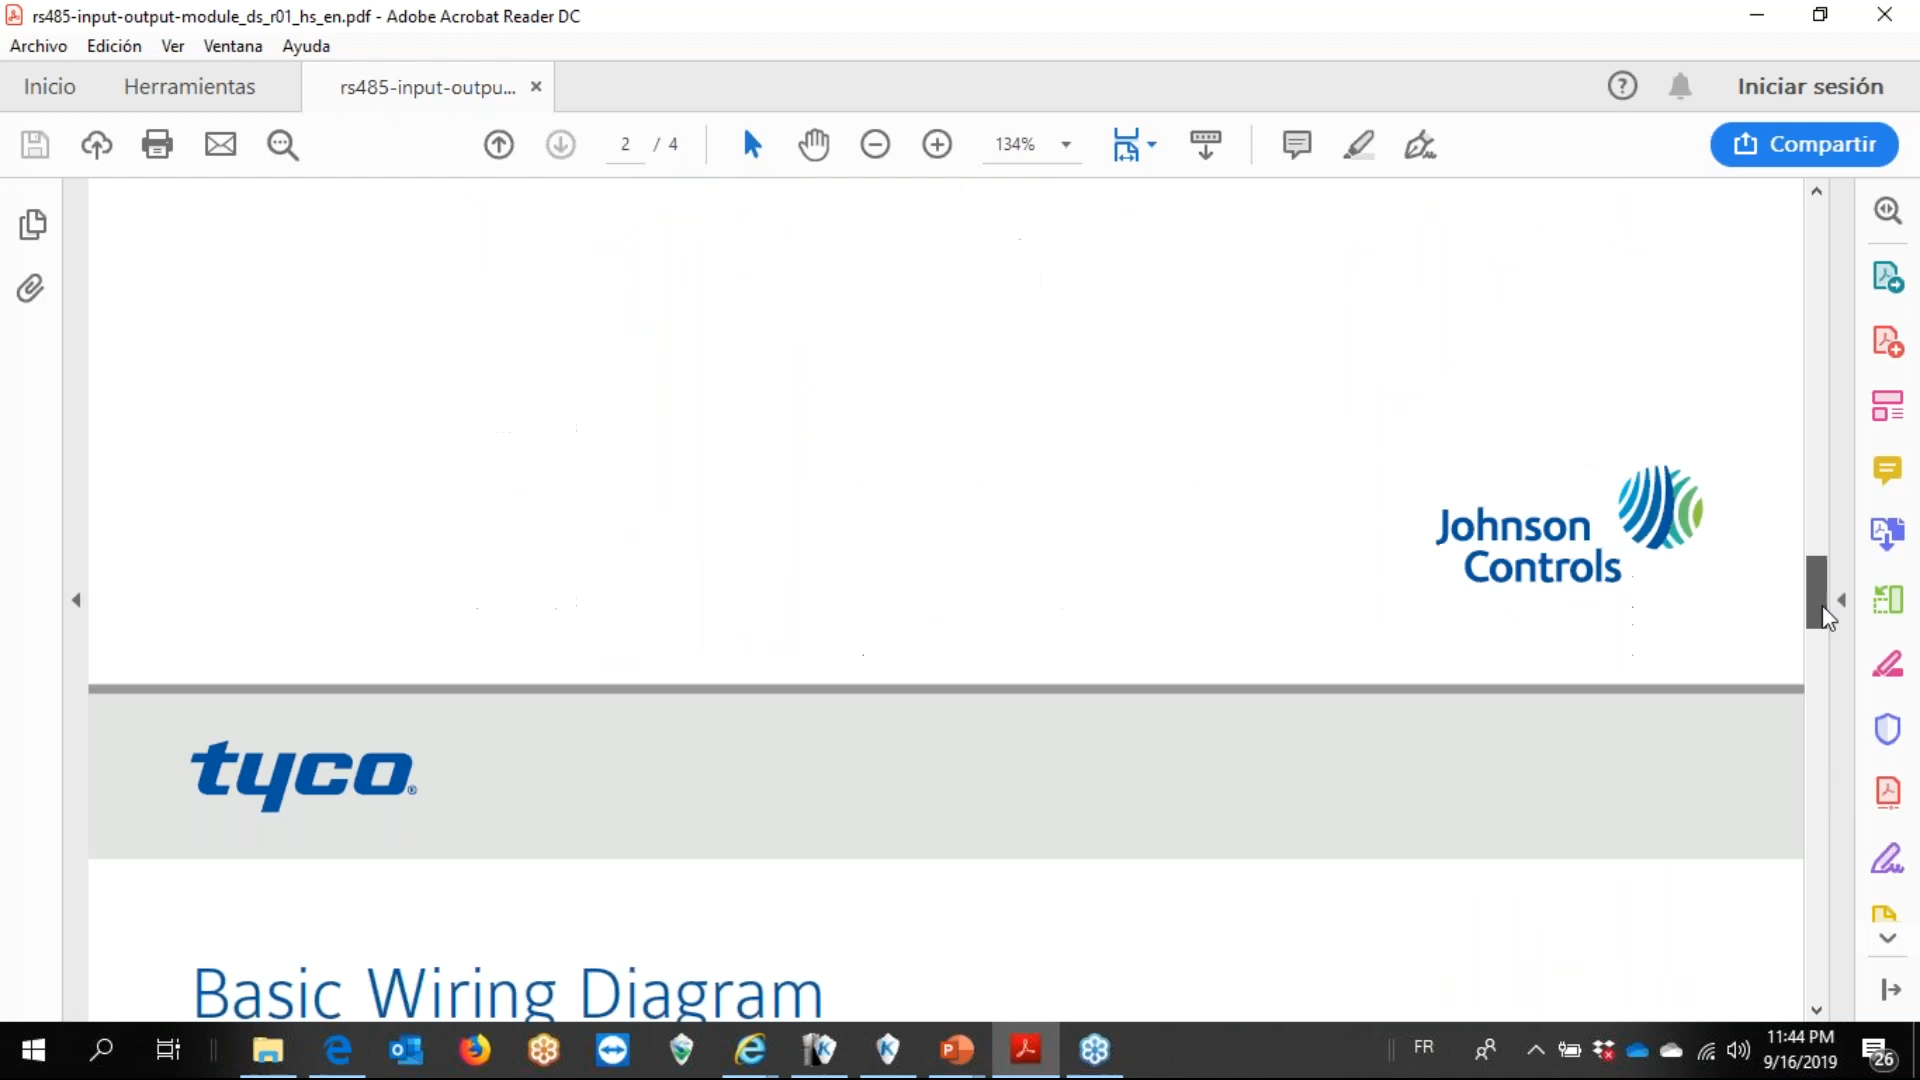 rs485-input-output-module_ds_r01_hs_en.pdf - Adobe Acrobat Reader DC
Archivo Edición Ver Ventana Ayuda
Inicio Herramientas rs485-input-outpu... Iniciar sesión
2 / 4 134% Compartir
Johnson
Controls
tyco®
Basic Wiring Diagram
FR
11:44 PM
9/16/2019
26